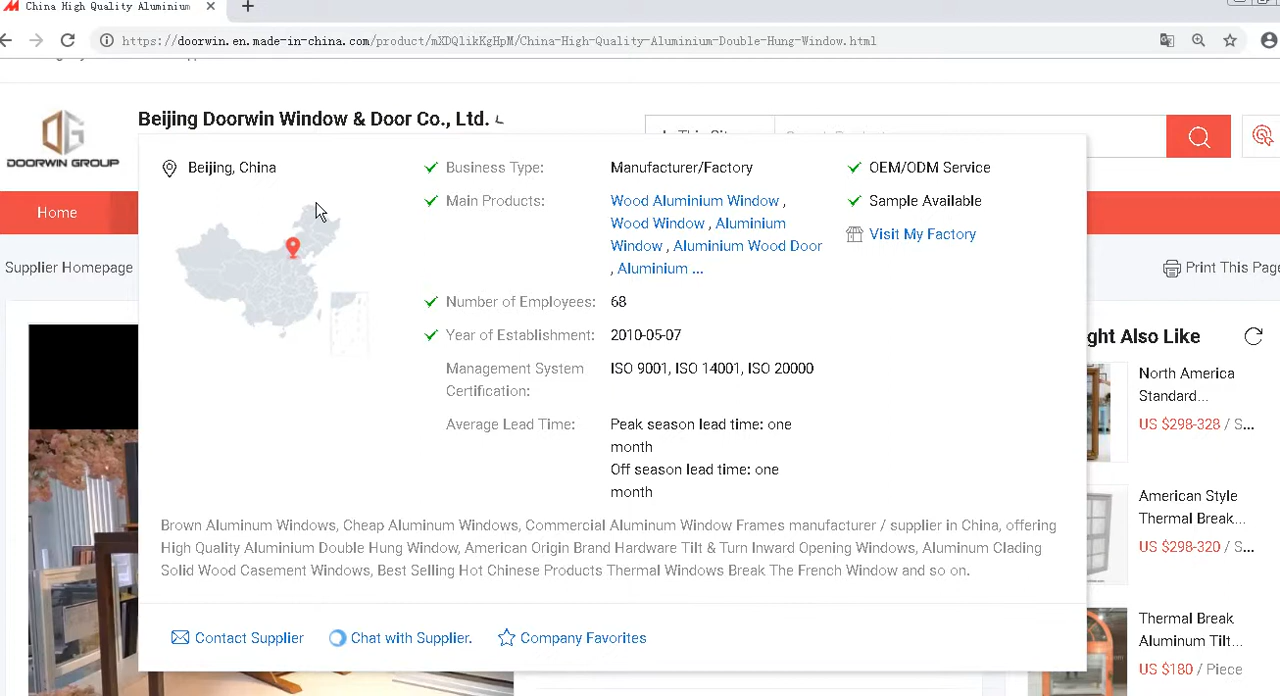 China High Quality Aluminium
https://doorwin.en.made-in-china.com/product/mXDQlikKgHpM/China-High-Quality-Aluminium-Double-Hung-Window.html
DOORWIN GROUP
Beijing Doorwin Window & Door Co., Ltd.
Home
Supplier Homepage
Print This Page
Beijing, China
Business Type:
Manufacturer/Factory
OEM/ODM Service
Main Products:
Wood Aluminium Window ,
Wood Window , Aluminium
Window , Aluminium Wood Door
, Aluminium ...
Sample Available
Visit My Factory
Number of Employees:
68
Year of Establishment:
2010-05-07
Management System
Certification:
ISO 9001, ISO 14001, ISO 20000
Average Lead Time:
Peak season lead time: one
month
Off season lead time: one
month
Brown Aluminum Windows, Cheap Aluminum Windows, Commercial Aluminum Window Frames manufacturer / supplier in China, offering
High Quality Aluminium Double Hung Window, American Origin Brand Hardware Tilt & Turn Inward Opening Windows, Aluminum Clading
Solid Wood Casement Windows, Best Selling Hot Chinese Products Thermal Windows Break The French Window and so on.
Contact Supplier
Chat with Supplier.
Company Favorites
ght Also Like
North America
Standard...
US $298-328 / S...
American Style
Thermal Break...
US $298-320 / S...
Thermal Break
Aluminum Tilt...
US $180 / Piece